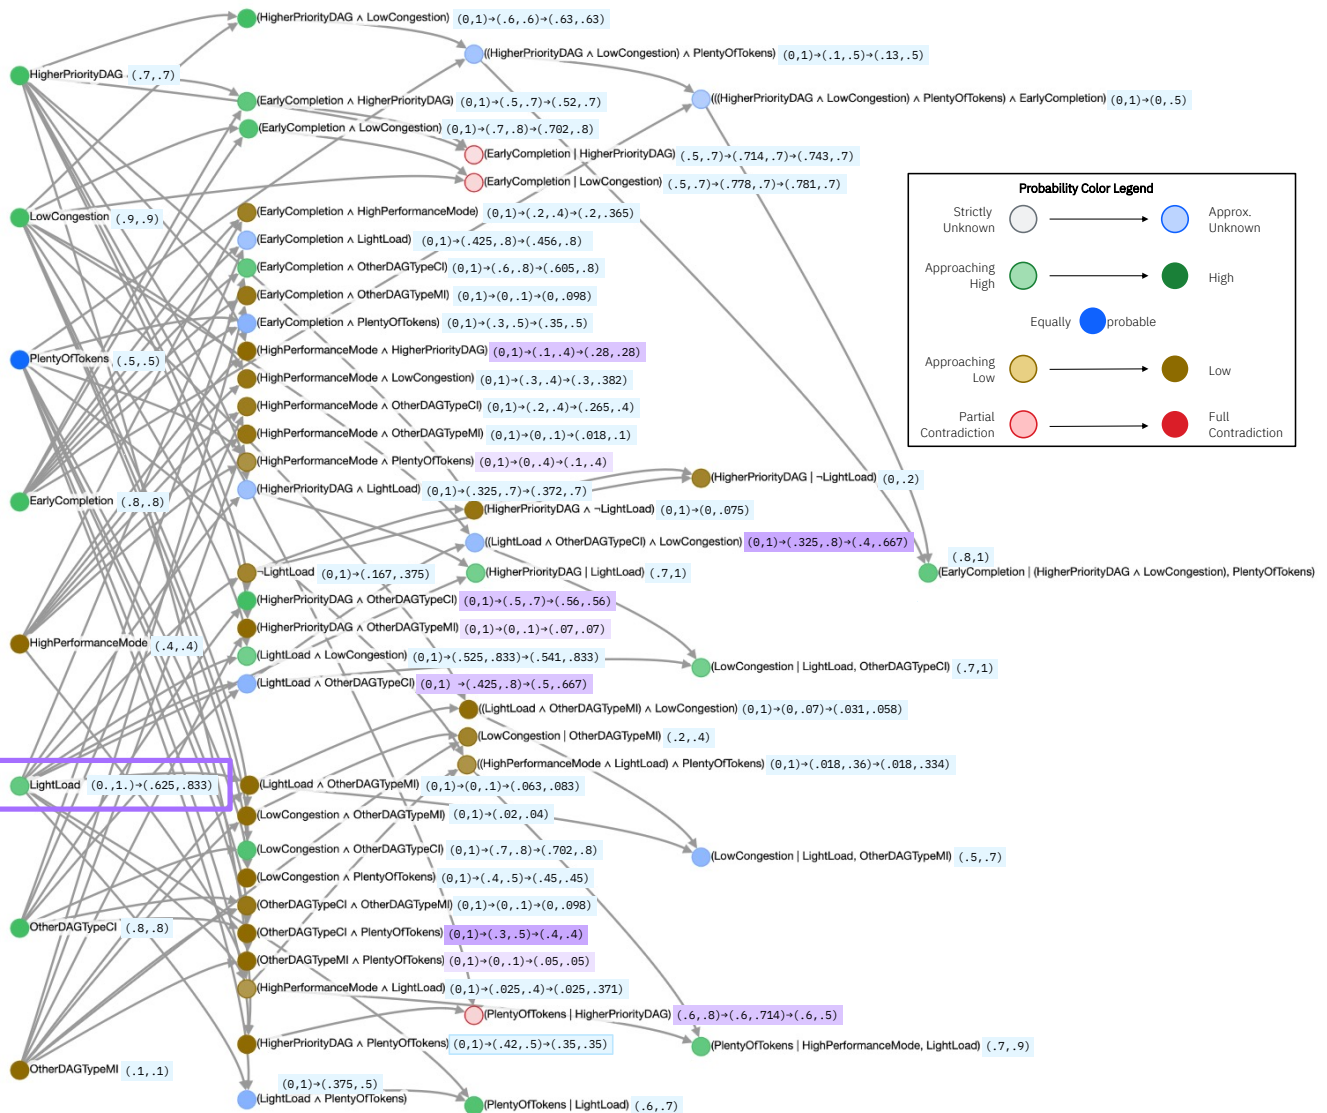 (HigherPriorityDAG ∧ LowCongestion) (0,1)→(.6,.6)→(.63,.63)
((HigherPriorityDAG ∧ LowCongestion) ∧ PlentyOfTokens) (0,1)→(.1,.5)→(.13,.5)
HigherPriorityDAG (.7,.7)
(((HigherPriorityDAG ∧ LowCongestion) ∧ PlentyOfTokens) ∧ EarlyCompletion) (0,1)→(0,.5)
(EarlyCompletion ∧ HigherPriorityDAG) (0,1)→(.5,.7)→(.52,.7)
(EarlyCompletion ∧ LowCongestion) (0,1)→(.7,.8)→(.702,.8)
(EarlyCompletion | HigherPriorityDAG) (.5,.7)→(.714,.7)→(.743,.7)
(EarlyCompletion | LowCongestion) (.5,.7)→(.778,.7)→(.781,.7)
Probability Color Legend
Strictly Unknown
Approx. Unknown
Approaching High
High
Equally probable
Approaching Low
Low
Partial Contradiction
Full Contradiction
LowCongestion (.9,.9)
(EarlyCompletion ∧ HighPerformanceMode) (0,1)→(.2,.4)→(.2,.365)
(EarlyCompletion ∧ LightLoad) (0,1)→(.425,.8)→(.456,.8)
(EarlyCompletion ∧ OtherDAGTypeCI) (0,1)→(.6,.8)→(.605,.8)
(EarlyCompletion ∧ OtherDAGTypeMI) (0,1)→(0,.1)→(0,.098)
(EarlyCompletion ∧ PlentyOfTokens) (0,1)→(.3,.5)→(.35,.5)
(HighPerformanceMode ∧ HigherPriorityDAG) (0,1)→(.1,.4)→(.28,.28)
PlentyOfTokens (.5,.5)
(HighPerformanceMode ∧ LowCongestion) (0,1)→(.3,.4)→(.3,.382)
(HighPerformanceMode ∧ OtherDAGTypeCI) (0,1)→(.2,.4)→(.265,.4)
(HighPerformanceMode ∧ OtherDAGTypeMI) (0,1)→(0,.1)→(.018,.1)
(HighPerformanceMode ∧ PlentyOfTokens) (0,1)→(0,.4)→(.1,.4)
(HigherPriorityDAG | ¬LightLoad) (0,.2)
(HigherPriorityDAG ∧ LightLoad) (0,1)→(.325,.7)→(.372,.7)
EarlyCompletion (.8,.8)
(HigherPriorityDAG ∧ ¬LightLoad) (0,1)→(0,.075)
((LightLoad ∧ OtherDAGTypeCI) ∧ LowCongestion) (0,1)→(.325,.8)→(.4,.667)
(.8,1)
(EarlyCompletion | (HigherPriorityDAG ∧ LowCongestion), PlentyOfTokens)
¬LightLoad (0,1)→(.167,.375)
(HigherPriorityDAG | LightLoad) (.7,1)
(HigherPriorityDAG ∧ OtherDAGTypeCI) (0,1)→(.5,.7)→(.56,.56)
(HigherPriorityDAG ∧ OtherDAGTypeMI) (0,1)→(0,.1)→(.07,.07)
HighPerformanceMode (.4,.4)
(LightLoad ∧ LowCongestion) (0,1)→(.525,.833)→(.541,.833)
(LowCongestion | LightLoad, OtherDAGTypeCI) (.7,1)
(LightLoad ∧ OtherDAGTypeCI) (0,1) →(.425,.8)→(.5,.667)
((LightLoad ∧ OtherDAGTypeMI) ∧ LowCongestion) (0,1)→(0,.07)→(.031,.058)
(LowCongestion | OtherDAGTypeMI) (.2,.4)
((HighPerformanceMode ∧ LightLoad) ∧ PlentyOfTokens) (0,1)→(.018,.36)→(.018,.334)
LightLoad (0.,1.)→(.625,.833)
(LightLoad ∧ OtherDAGTypeMI) (0,1)→(0,.1)→(.063,.083)
(LowCongestion ∧ OtherDAGTypeMI) (0,1)→(.02,.04)
(LowCongestion ∧ OtherDAGTypeCI) (0,1)→(.7,.8)→(.702,.8)
(LowCongestion | LightLoad, OtherDAGTypeMI) (.5,.7)
(LowCongestion ∧ PlentyOfTokens) (0,1)→(.4,.5)→(.45,.45)
(OtherDAGTypeCI ∧ OtherDAGTypeMI) (0,1)→(0,.1)→(0,.098)
OtherDAGTypeCI (.8,.8)
(OtherDAGTypeCI ∧ PlentyOfTokens) (0,1)→(.3,.5)→(.4,.4)
(OtherDAGTypeMI ∧ PlentyOfTokens) (0,1)→(0,.1)→(.05,.05)
(HighPerformanceMode ∧ LightLoad) (0,1)→(.025,.4)→(.025,.371)
(PlentyOfTokens | HigherPriorityDAG) (.6,.8)→(.6,.714)→(.6,.5)
(HigherPriorityDAG ∧ PlentyOfTokens) (0,1)→(.42,.5)→(.35,.35)
(PlentyOfTokens | HighPerformanceMode, LightLoad) (.7,.9)
OtherDAGTypeMI (.1,.1)
(0,1)→(.375,.5)
(LightLoad ∧ PlentyOfTokens)
(PlentyOfTokens | LightLoad) (.6,.7)